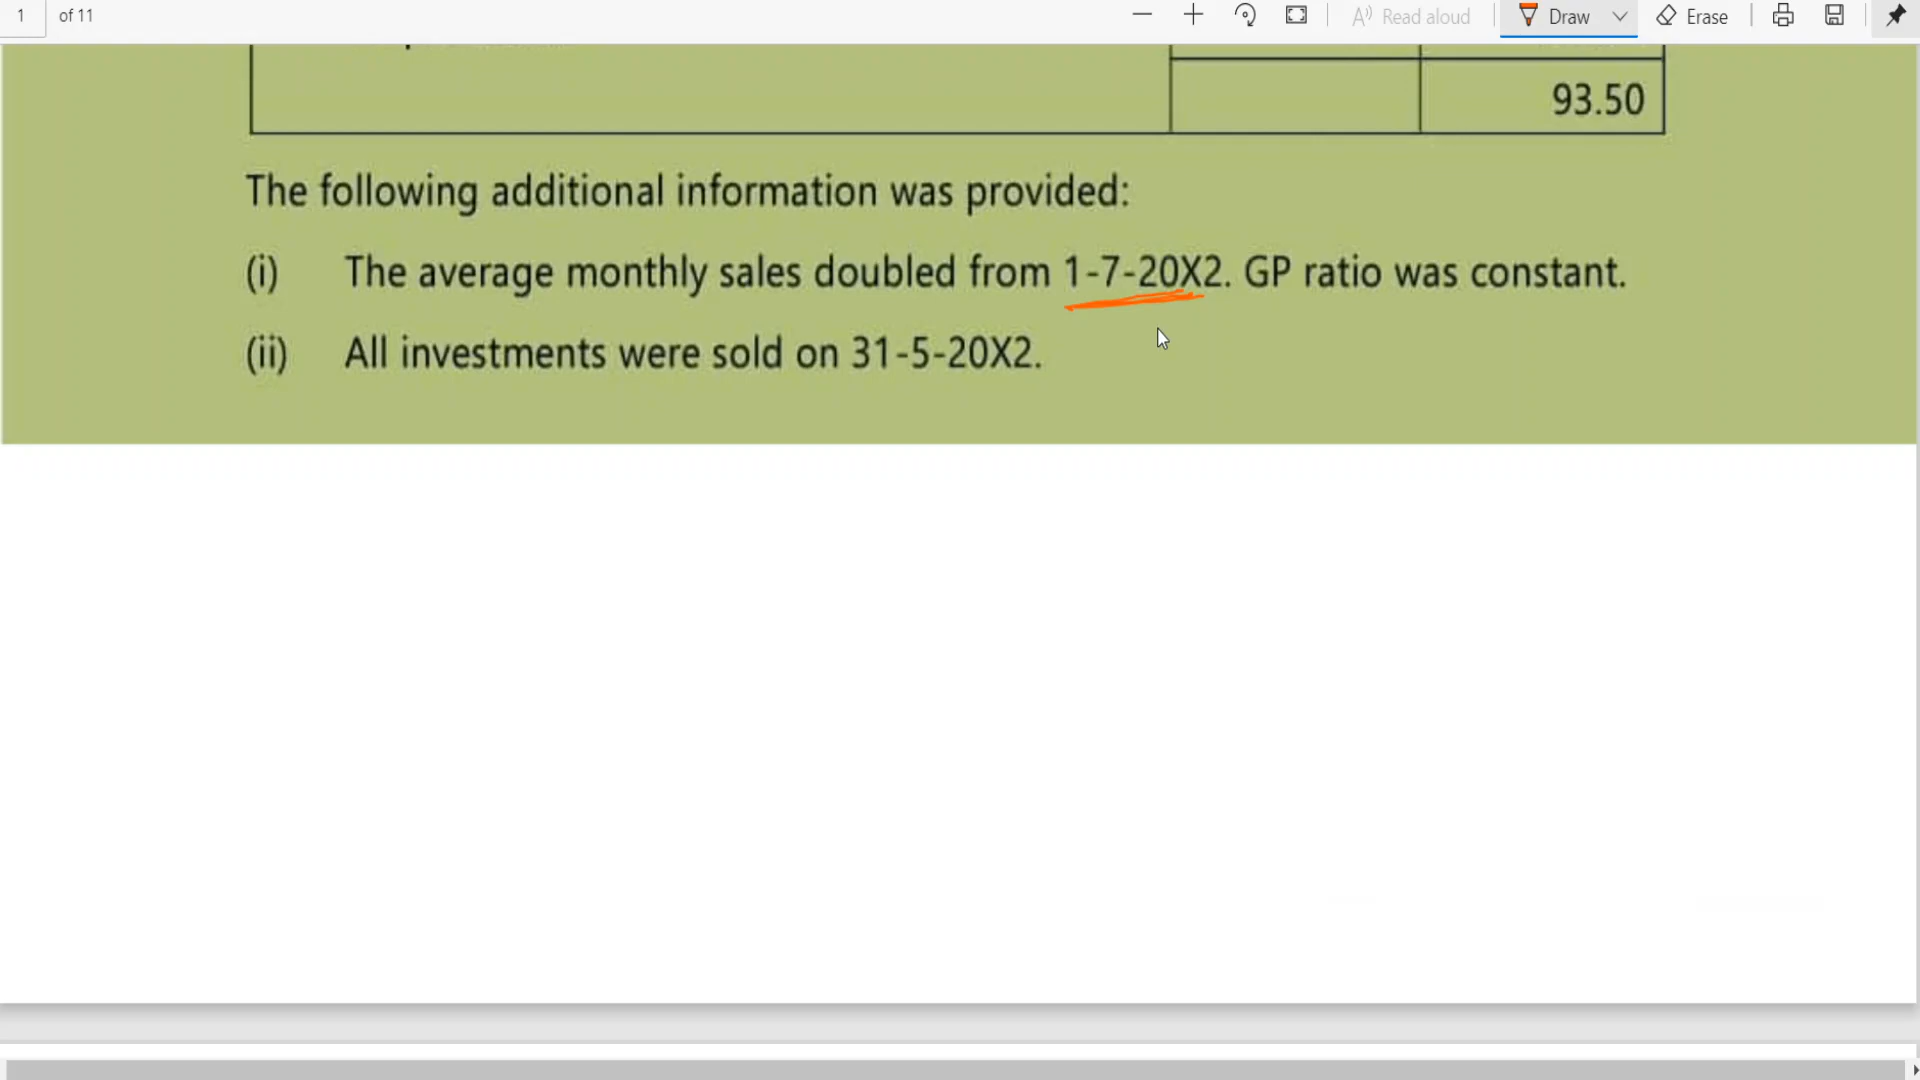 1 of 11 Read aloud Draw Erase
93.50
The following additional information was provided:
(i) The average monthly sales doubled from 1-7-20X2. GP ratio was constant.
(ii) All investments were sold on 31-5-20X2.